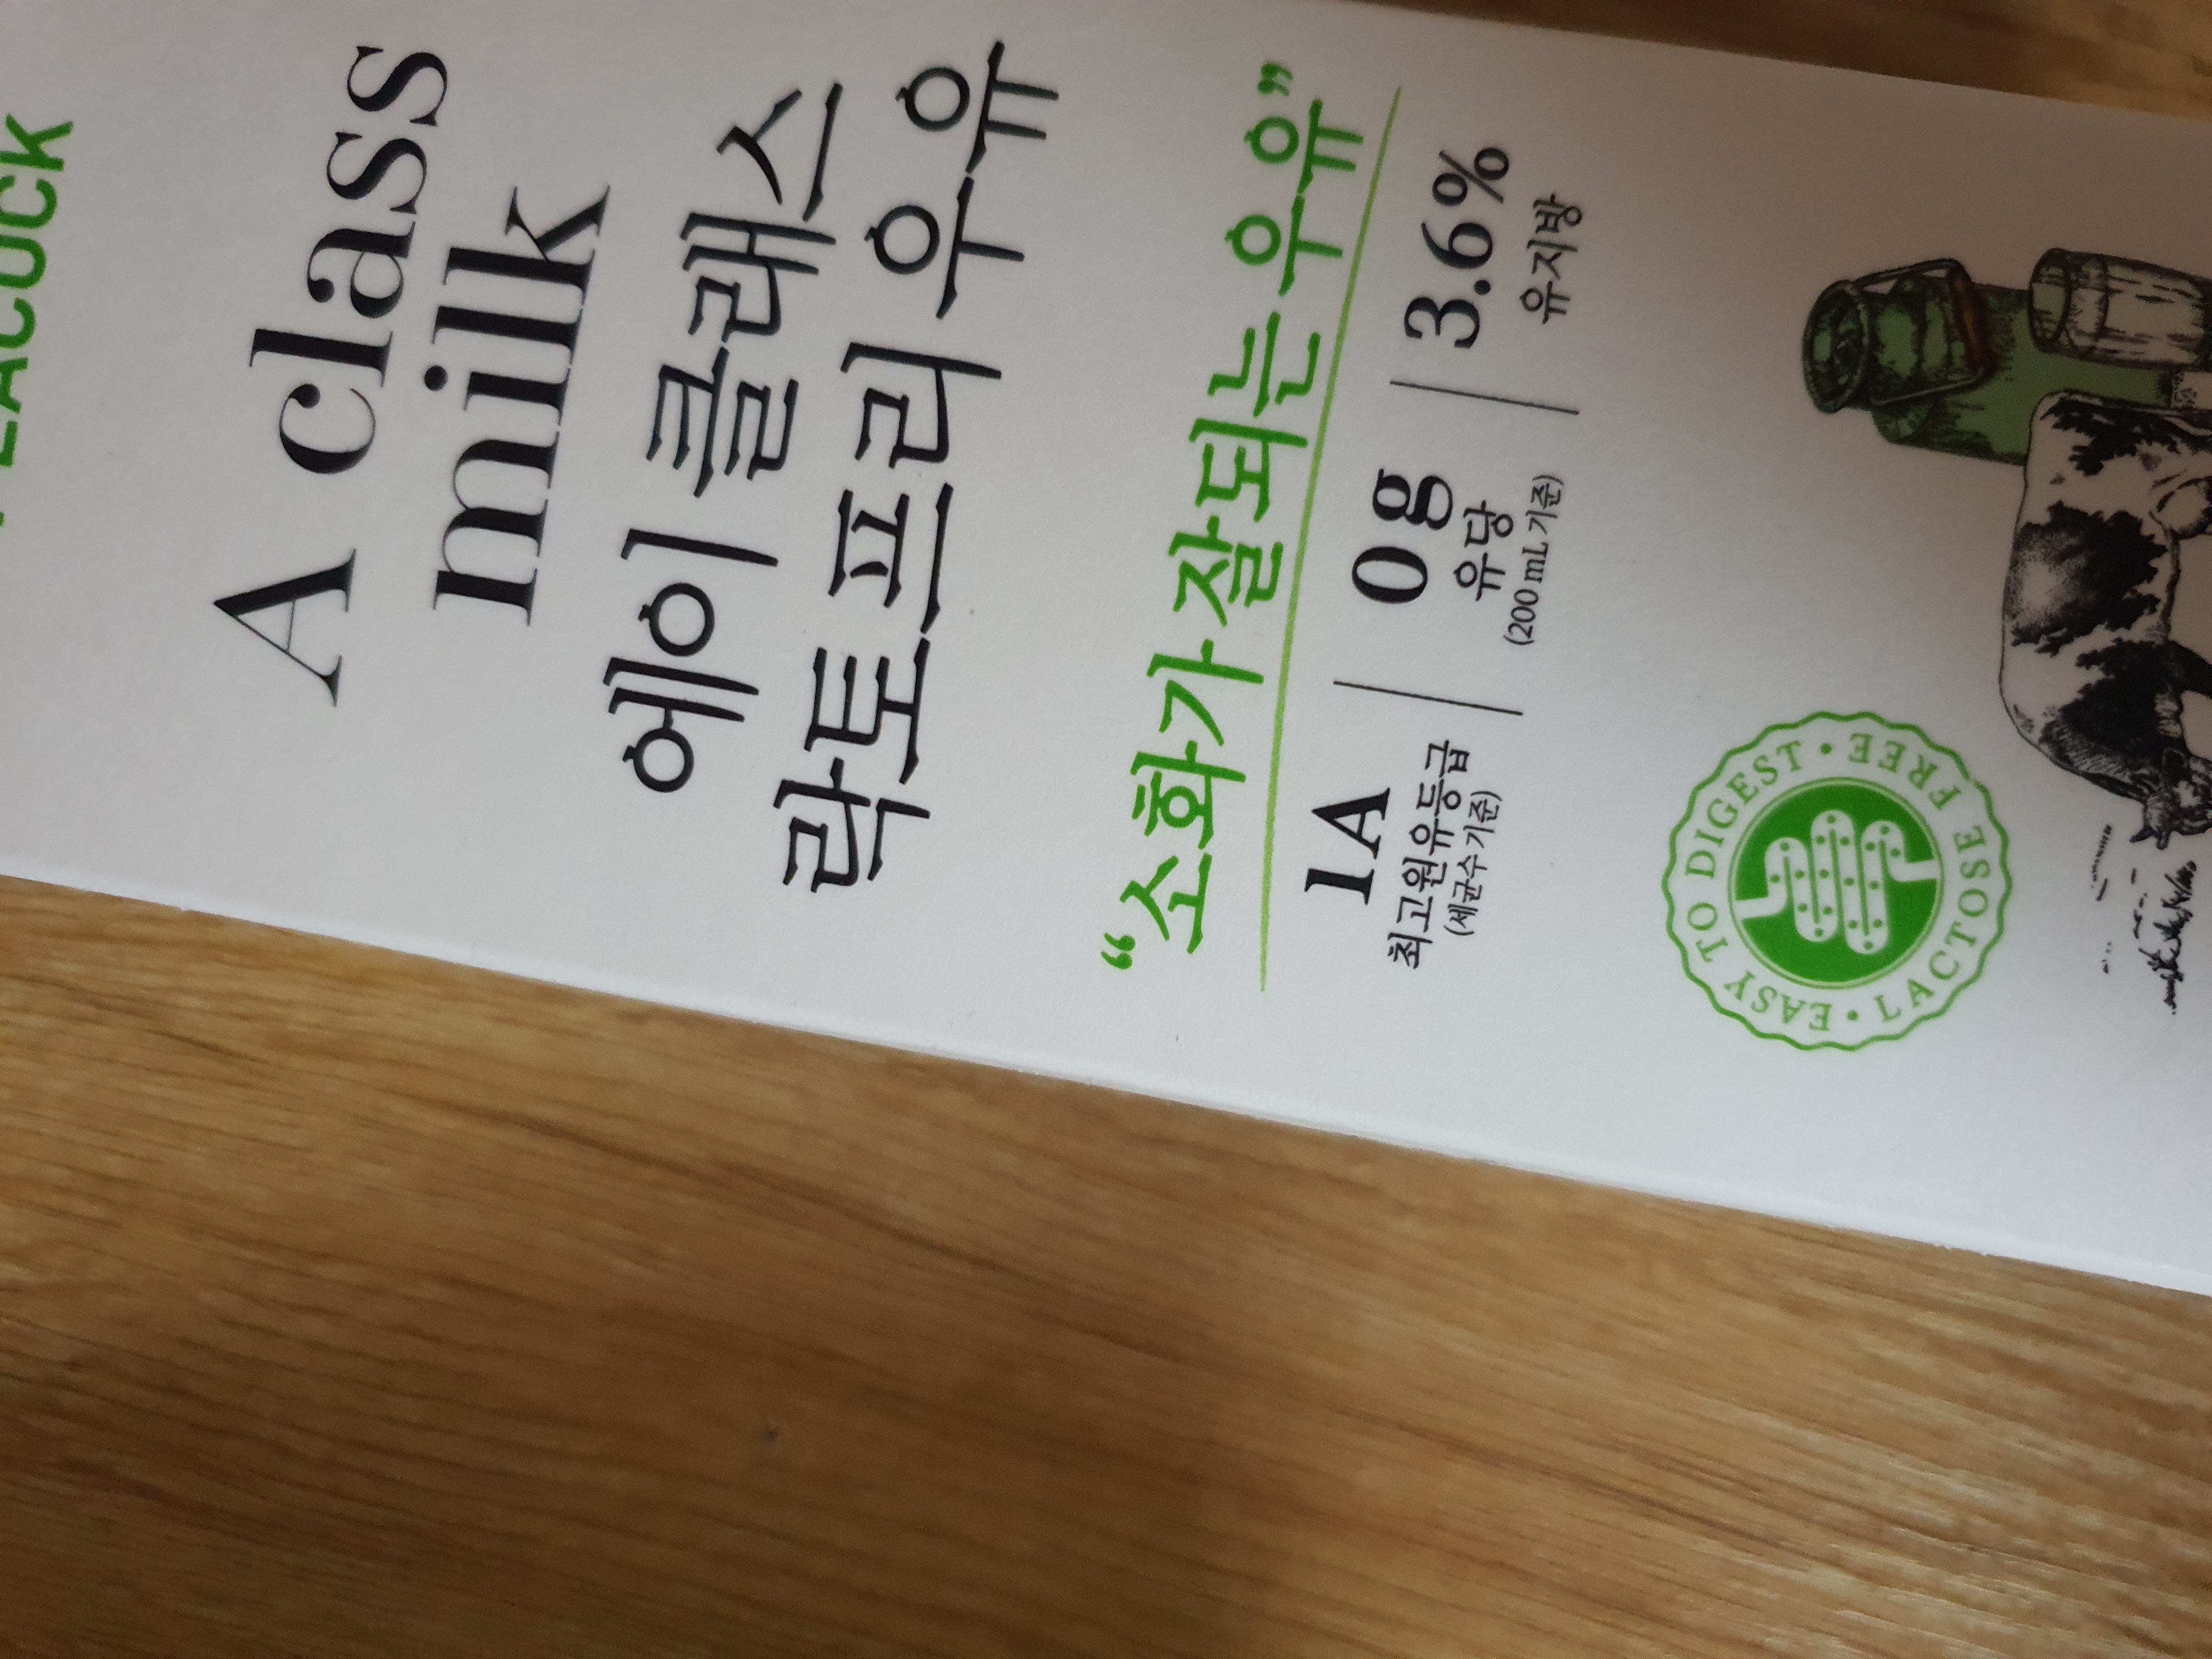 PEACOCK
A class
milk
에이 클래스
락토프리 우유
“소화가 잘되는 우유”
1A
최고원유등급
(세균수 기준)
0g
유당
(200 mL 기준)
3.6%
유지방
EASY TO DIGEST • LACTOSE FREE •